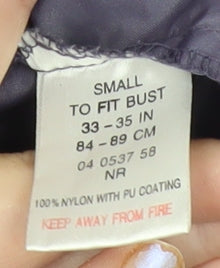 SMALL
TO FIT BUST
33 - 35 IN
84 - 89 CM
04 0537 58
NR
100% NYLON WITH PU COATING
KEEP AWAY FROM FIRE